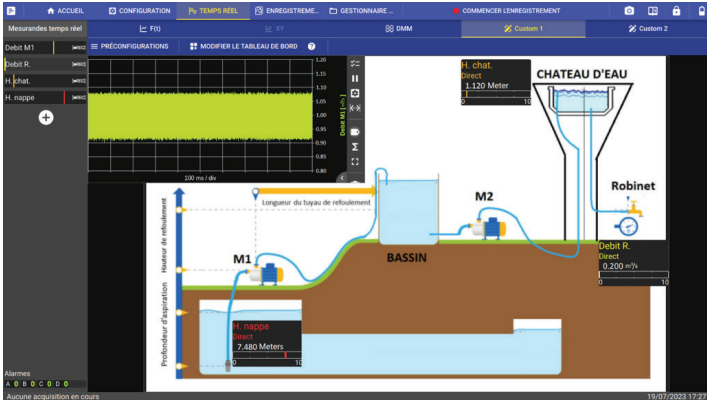 ACCUEIL
CONFIGURATION
TEMPS RÉEL
ENREGISTREME...
GESTIONNAIRE ...
COMMENCER L'ENREGISTREMENT
Mesurandes temps réel
F(t)
XY
DMM
Custom 1
Custom 2
Debit M1
PRÉCONFIGURATIONS
MODIFIER LE TABLEAU DE BORD
Debit R.
H. chat.
H. nappe
1.20
1.15
1.10
1.05
1.00
0.95
0.90
0.85
0.80
Debit M1 [m³/s]
100 ms / div
H. chat.
Direct
1.120 Meter
0 10
CHATEAU D'EAU
Longueur du tuyau de refoulement
Hauteur de refoulement
M1
BASSIN
M2
Robinet
Debit R.
Direct
0.200 m³/s
0 10
Profondeur d'aspiration
H. nappe
Direct
7.480 Meters
0 10
Alarmes
A 0 B 0 C 0 D 0
Aucune acquisition en cours
19/07/2023 17:27